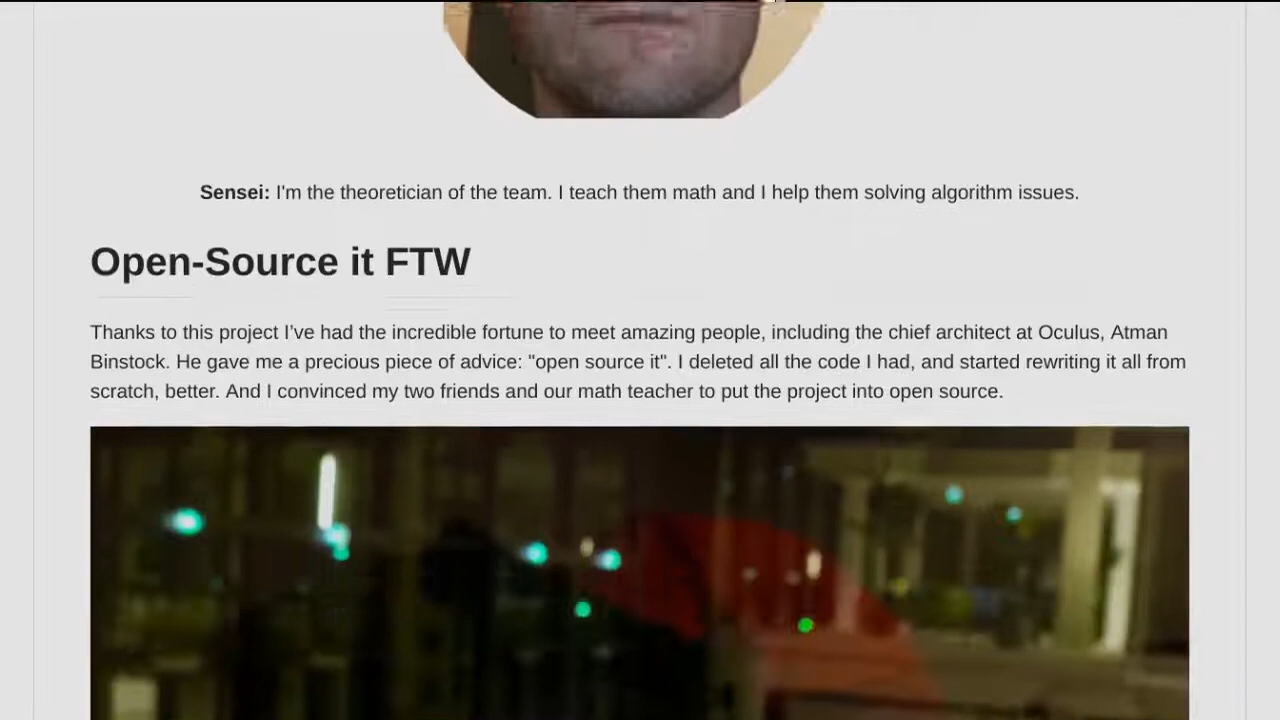 Sensei: I'm the theoretician of the team. I teach them math and I help them solving algorithm issues.
Open-Source it FTW
Thanks to this project I’ve had the incredible fortune to meet amazing people, including the chief architect at Oculus, Atman
Binstock. He gave me a precious piece of advice: "open source it". I deleted all the code I had, and started rewriting it all from
scratch, better. And I convinced my two friends and our math teacher to put the project into open source.